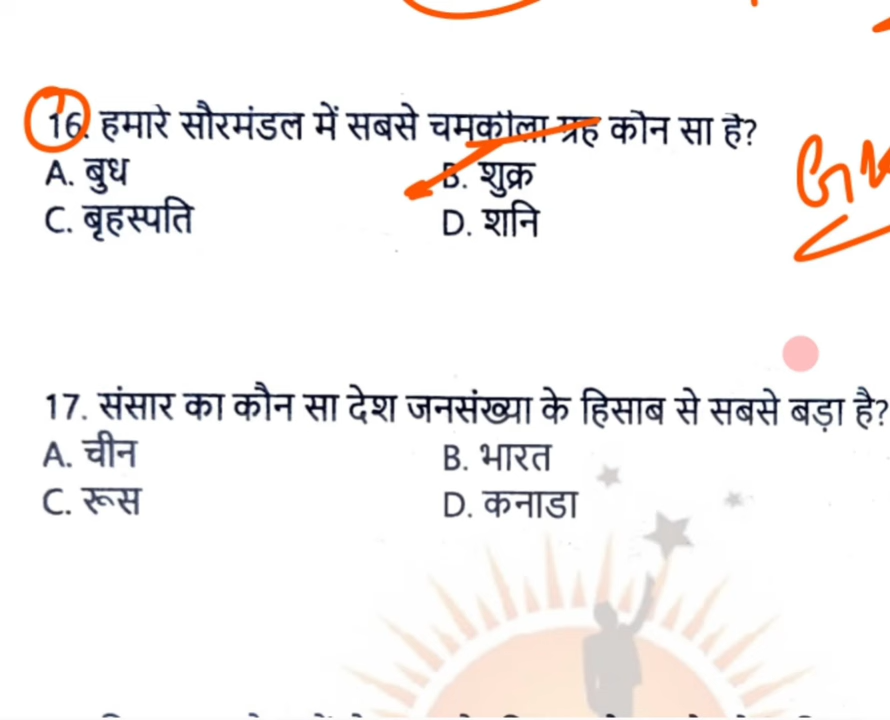 16. हमारे सौरमंडल में सबसे चमकीला ग्रह कौन सा है?
A. बुध B. शुक्र
C. बृहस्पति D. शनि
17. संसार का कौन सा देश जनसंख्या के हिसाब से सबसे बड़ा है?
A. चीन B. भारत
C. रूस D. कनाडा